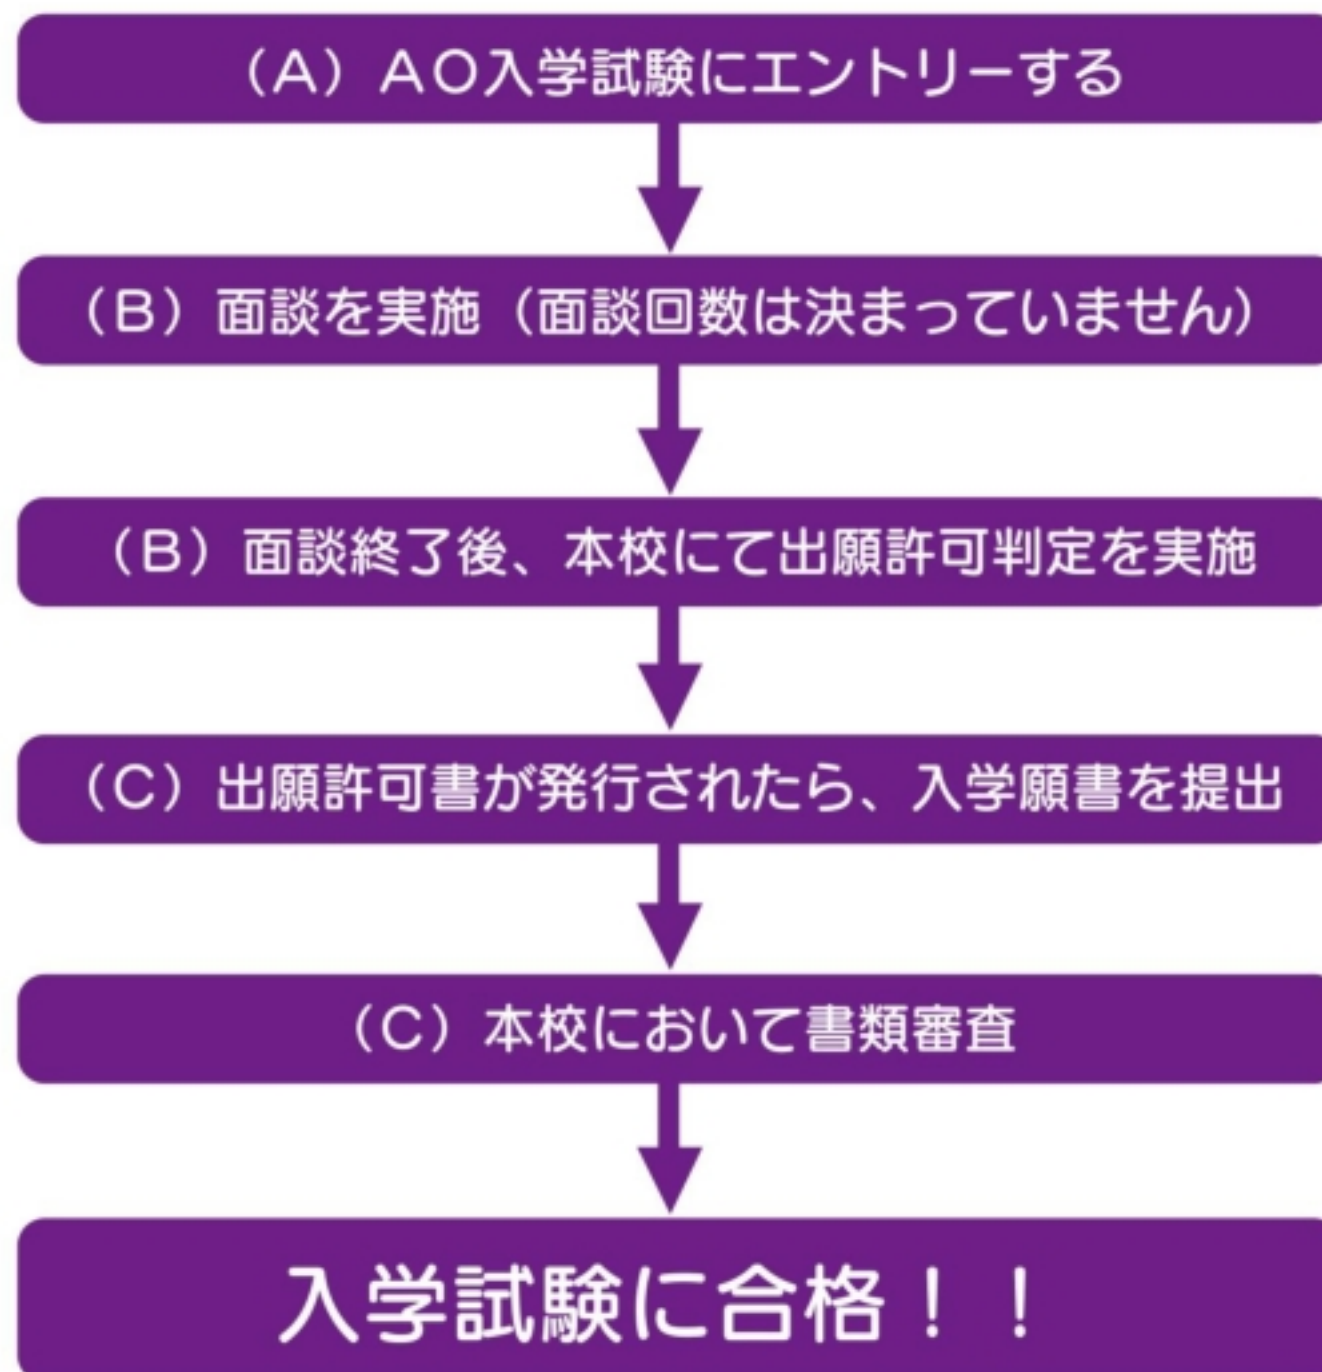 （A）AO入学試験にエントリーする
（B）面談を実施（面談回数は決まっていません）
（B）面談終了後、本校にて出願許可判定を実施
（C）出願許可書が発行されたら、入学願書を提出
（C）本校において書類審査
入学試験に合格！！